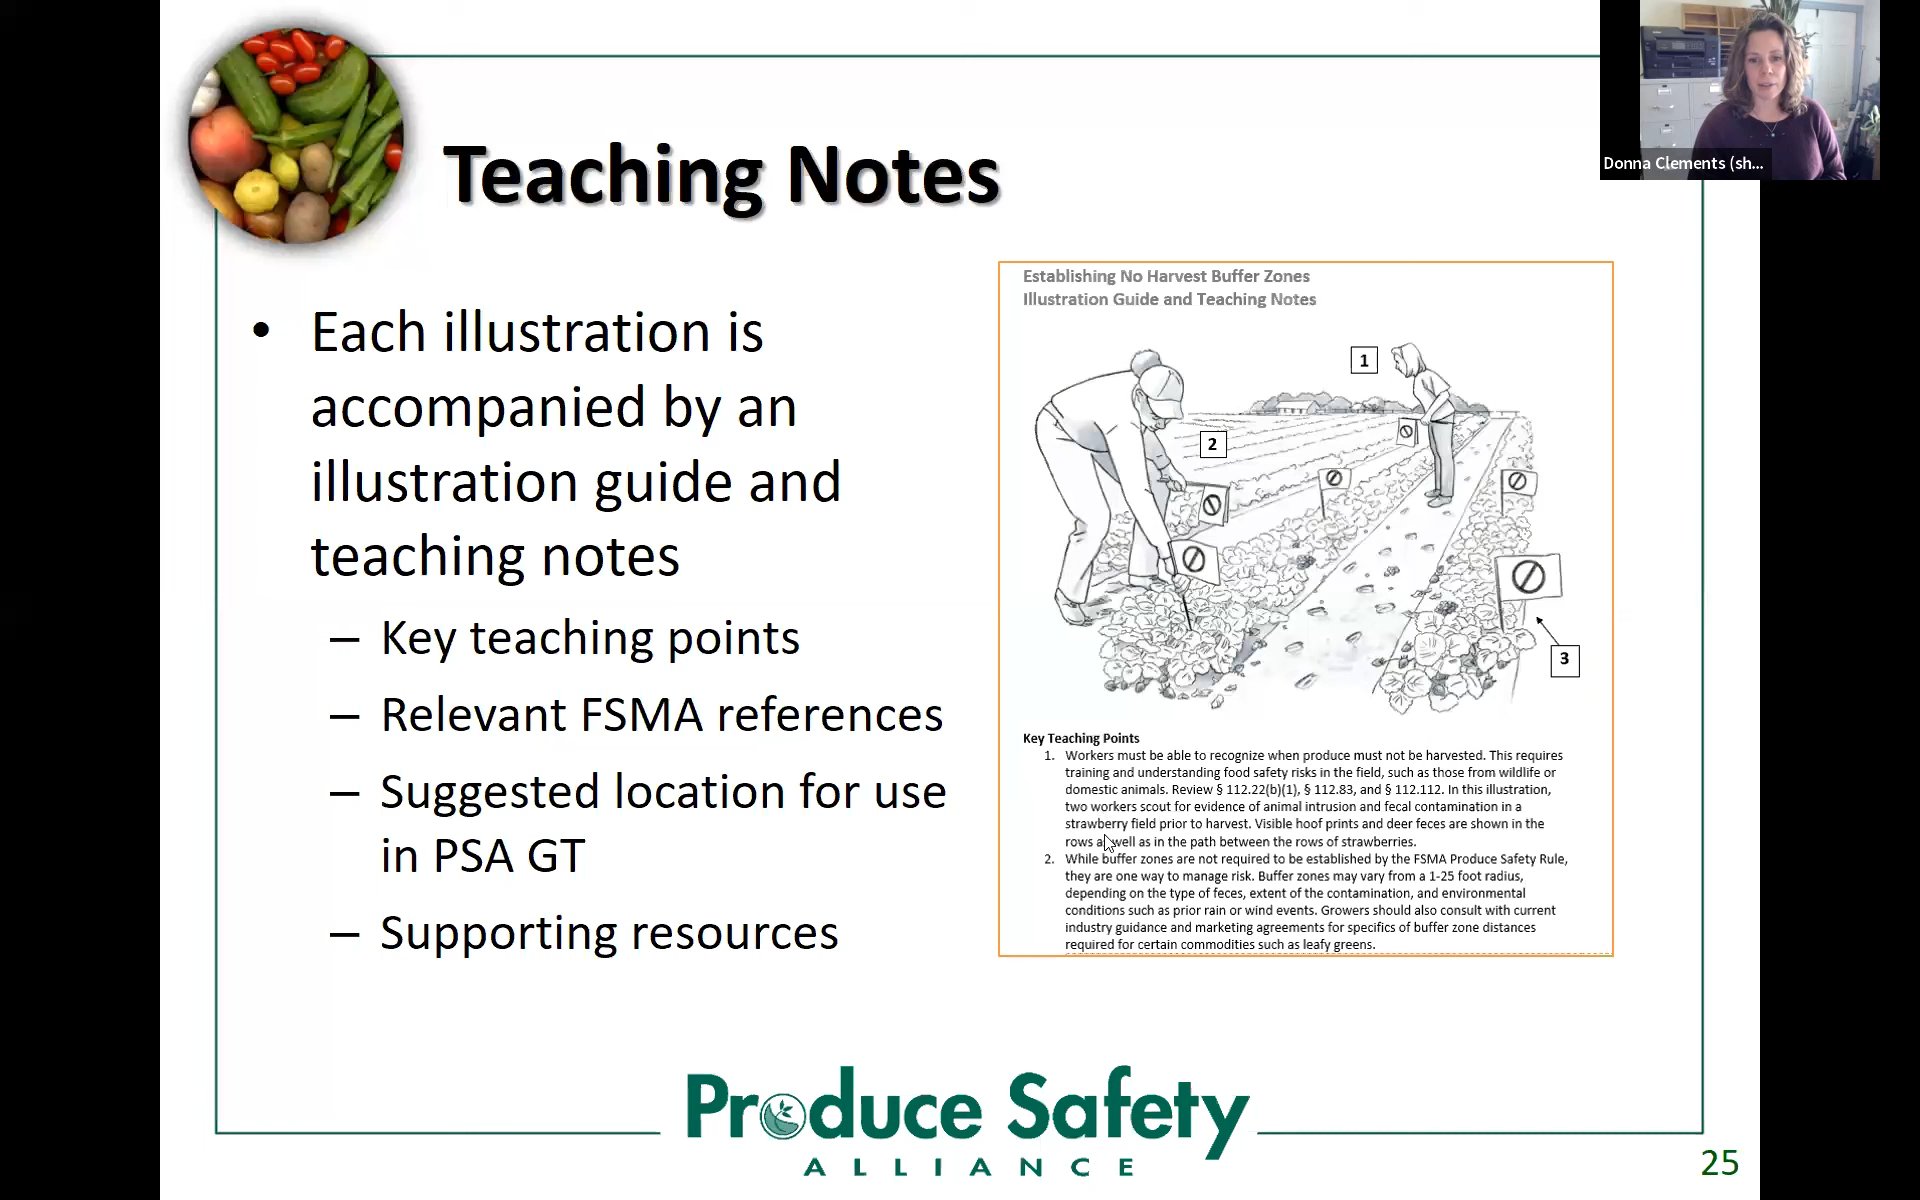 Teaching Notes
Donna Clements (sh...
• Each illustration is
accompanied by an
illustration guide and
teaching notes
– Key teaching points
– Relevant FSMA references
– Suggested location for use
in PSA GT
– Supporting resources
Establishing No Harvest Buffer Zones
Illustration Guide and Teaching Notes
1
2
3
Key Teaching Points
1. Workers must be able to recognize when produce must not be harvested. This requires
training and understanding food safety risks in the field, such as those from wildlife or
domestic animals. Review § 112.22(b)(1), § 112.83, and § 112.112. In this illustration,
two workers scout for evidence of animal intrusion and fecal contamination in a
strawberry field prior to harvest. Visible hoof prints and deer feces are shown in the
rows as well as in the path between the rows of strawberries.
2. While buffer zones are not required to be established by the FSMA Produce Safety Rule,
they are one way to manage risk. Buffer zones may vary from a 1-25 foot radius,
depending on the type of feces, extent of the contamination, and environmental
conditions such as prior rain or wind events. Growers should also consult with current
industry guidance and marketing agreements for specifics of buffer zone distances
required for certain commodities such as leafy greens.
Produce Safety
ALLIANCE
25